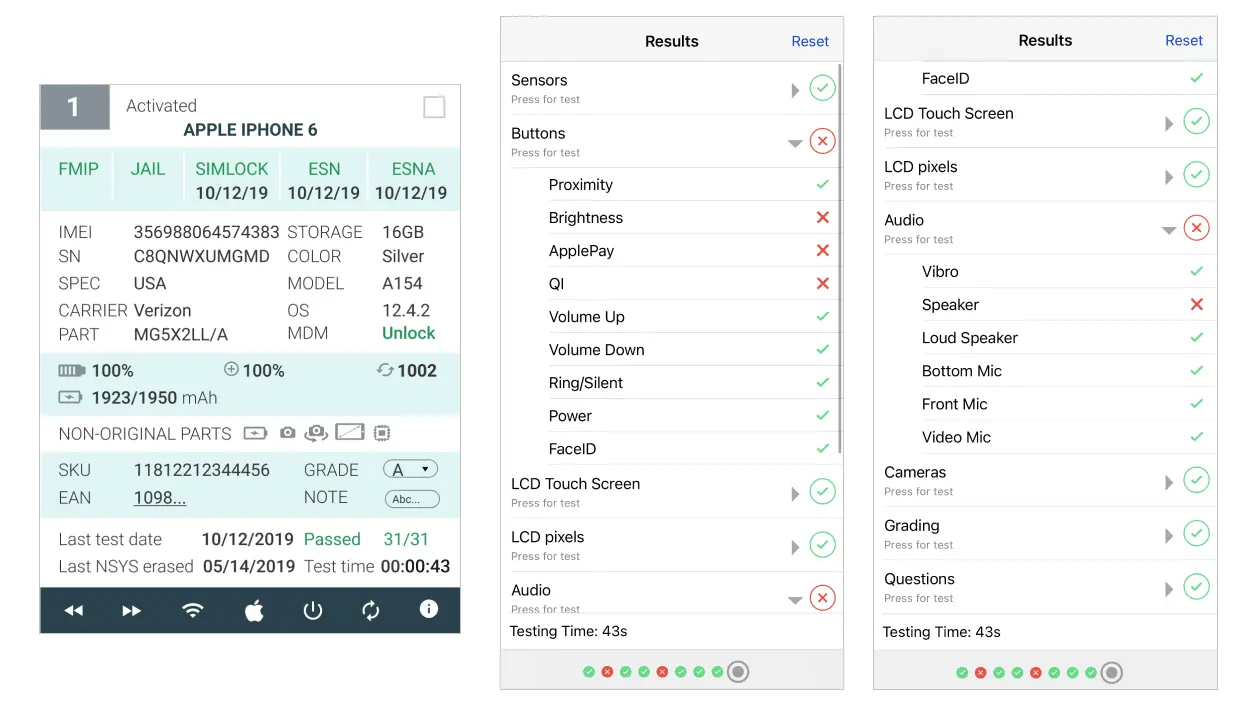 1
Activated
APPLE IPHONE 6
FMIP JAIL SIMLOCK ESN ESNA
10/12/19 10/12/19 10/12/19
IMEI 356988064574383 STORAGE 16GB
SN C8QNWXUMGMD COLOR Silver
SPEC USA MODEL A154
CARRIER Verizon OS 12.4.2
PART MG5X2LL/A MDM Unlock
100% 100% 1002
1923/1950 mAh
NON-ORIGINAL PARTS
SKU 11812212344456 GRADE A
EAN 1098... NOTE Abc...
Last test date 10/12/2019 Passed 31/31
Last NSYS erased 05/14/2019 Test time 00:00:43
Results Reset
Sensors
Press for test
Buttons
Press for test
Proximity
Brightness
ApplePay
QI
Volume Up
Volume Down
Ring/Silent
Power
FaceID
LCD Touch Screen
Press for test
LCD pixels
Press for test
Audio
Press for test
Testing Time: 43s
Results Reset
FaceID
LCD Touch Screen
Press for test
LCD pixels
Press for test
Audio
Press for test
Vibro
Speaker
Loud Speaker
Bottom Mic
Front Mic
Video Mic
Cameras
Press for test
Grading
Press for test
Questions
Press for test
Testing Time: 43s